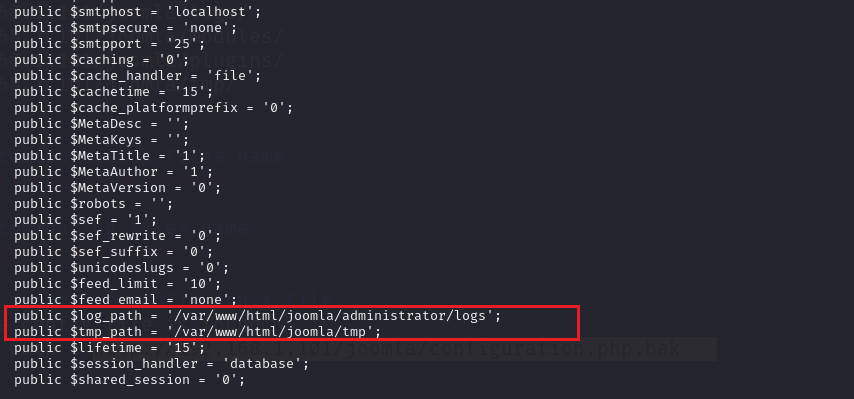 public $smtphost = 'localhost';
public $smtpsecure = 'none';
public $smtpport = '25';
public $caching = '0';
public $cache_handler = 'file';
public $cachetime = '15';
public $cache_platformprefix = '0';
public $MetaDesc = '';
public $MetaKeys = '';
public $MetaTitle = '1';
public $MetaAuthor = '1';
public $MetaVersion = '0';
public $robots = '';
public $sef = '1';
public $sef_rewrite = '0';
public $sef_suffix = '0';
public $unicodeslugs = '0';
public $feed_limit = '10';
public $feed_email = 'none';
public $log_path = '/var/www/html/joomla/administrator/logs';
public $tmp_path = '/var/www/html/joomla/tmp';
public $lifetime = '15';
/joomla/configuration.php.bak
public $session_handler = 'database';
public $shared_session = '0';